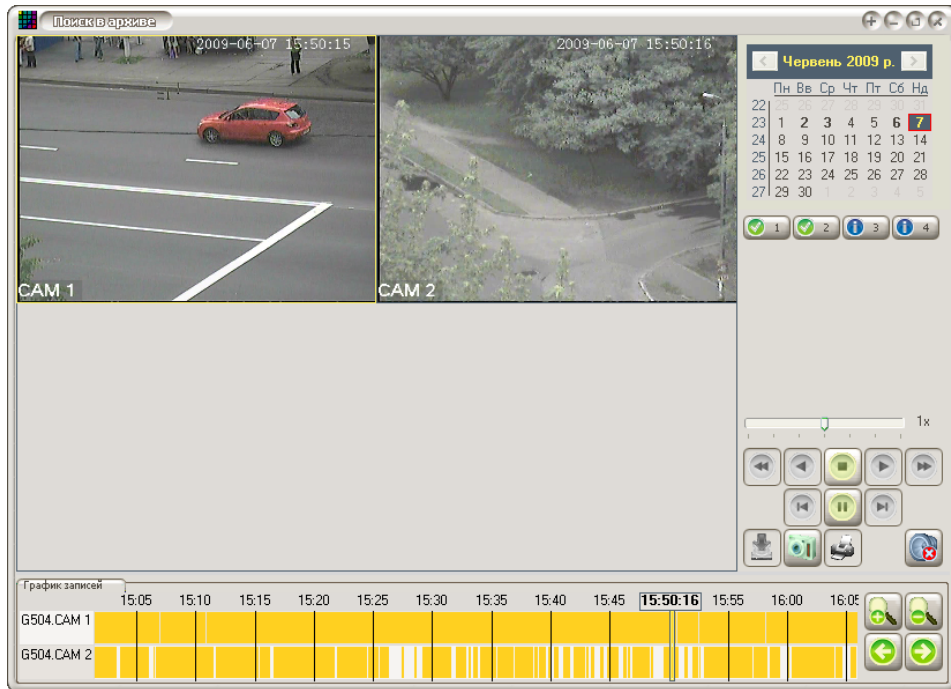 Поиск в архиве
2009-06-07 15:50:15
2009-06-07 15:50:16
CAM 1
CAM 2
Червень 2009 р.
Пн Вв Ср Чт Пт Сб Нд
22 25 26 27 28 29 30 31
23 1 2 3 4 5 6 7
24 8 9 10 11 12 13 14
25 15 16 17 18 19 20 21
26 22 23 24 25 26 27 28
27 29 30 1 2 3 4 5
1 2 3 4
1x
График записей
15:05 15:10 15:15 15:20 15:25 15:30 15:35 15:40 15:45 15:50:16 15:55 16:00 16:05
G504.CAM 1
G504.CAM 2